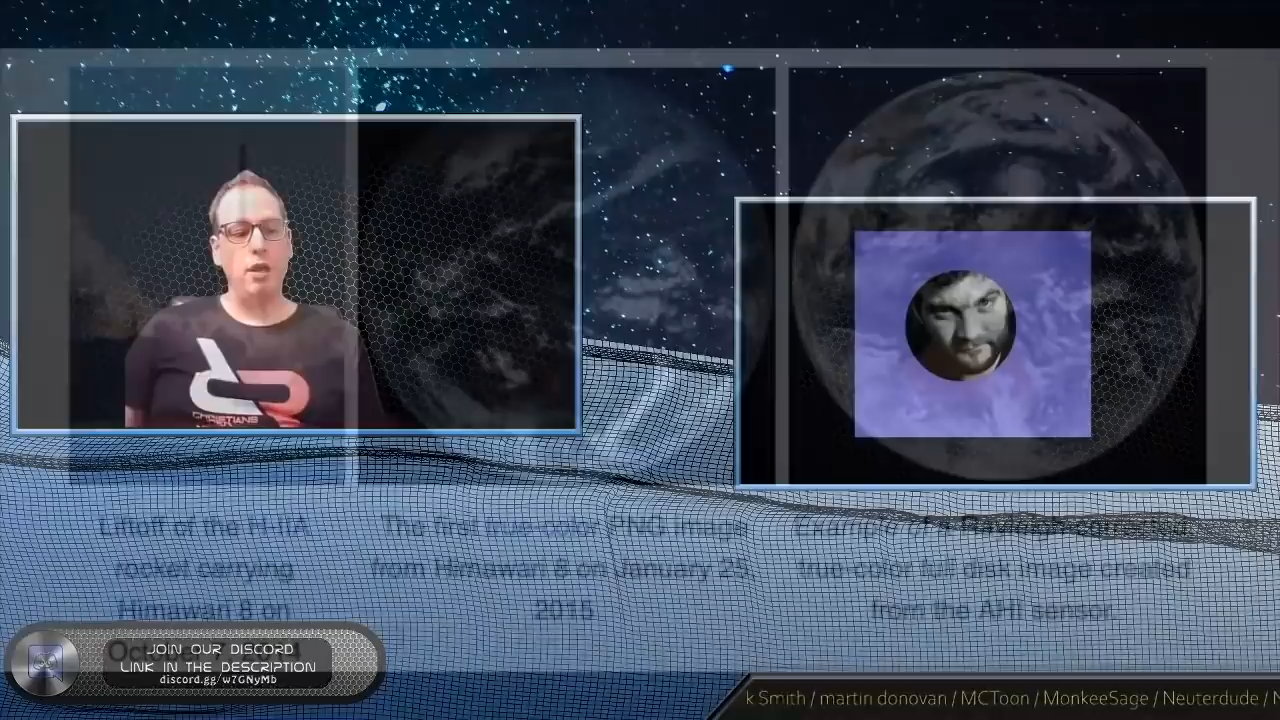 CHRISTIANS
Liftoff of the H-IIA
rocket carrying
Himawari 8 on
The first true-color PNG image
from Himawari 8 on January 25
2015
Example of a Rayleigh-corrected
true-color full disk image created
from the AHI sensor.
JOIN OUR DISCORD
LINK IN THE DESCRIPTION
discord.gg/w7GNyMb
k Smith / martin donovan / MCToon / MonkeeSage / Neuterdude /